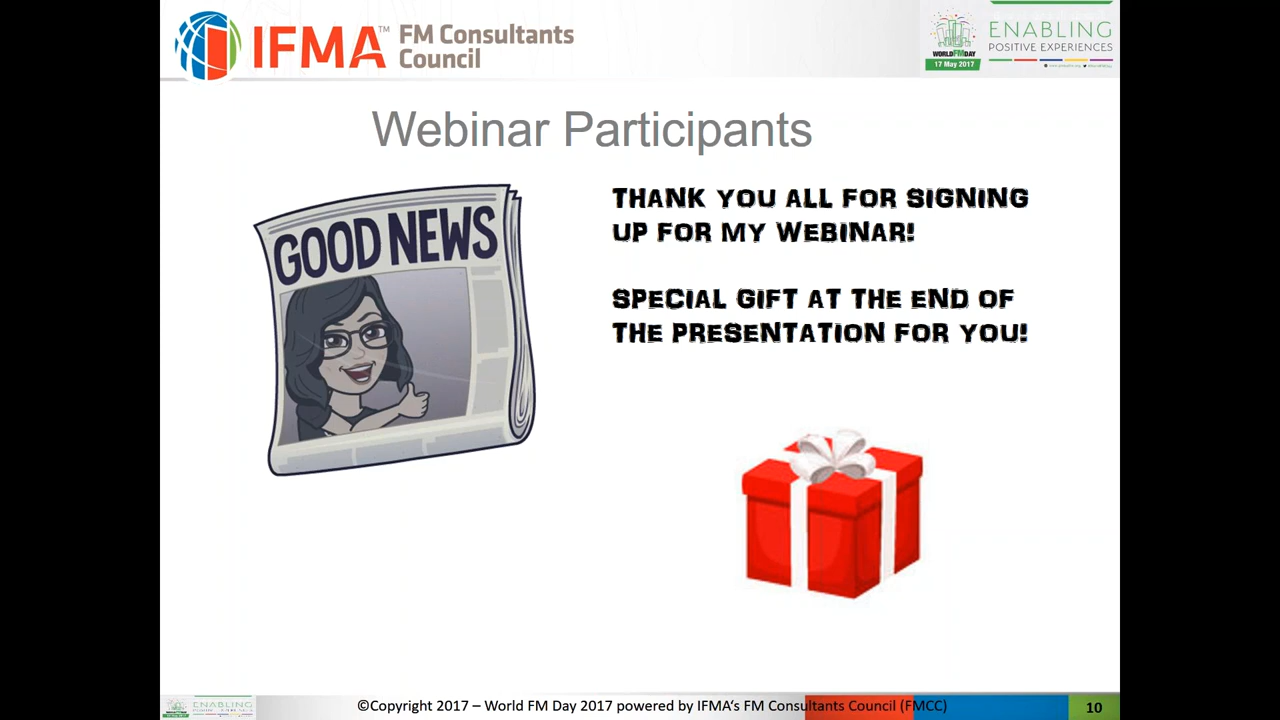 IFMA™ FM Consultants
Council
WORLD FM DAY
17 May 2017
ENABLING
POSITIVE EXPERIENCES
Webinar Participants
GOOD NEWS
THANK YOU ALL FOR SIGNING
UP FOR MY WEBINAR!
SPECIAL GIFT AT THE END OF
THE PRESENTATION FOR YOU!
ENABLING
©Copyright 2017 – World FM Day 2017 powered by IFMA's FM Consultants Council (FMCC)
10